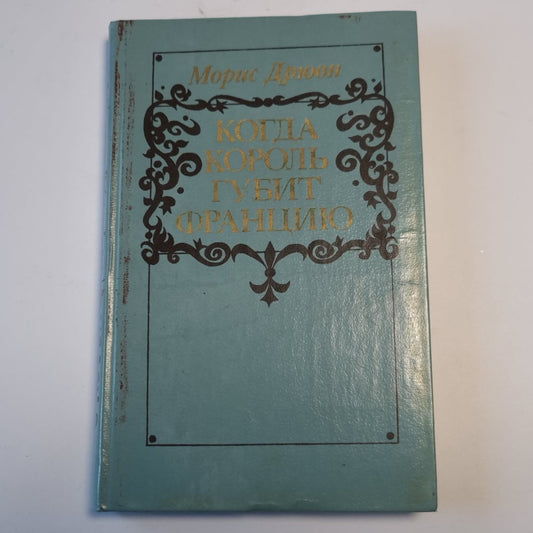 Морис Дрюон
КОГДА
КОРОЛЬ
ГУБИТ
ФРАНЦИЮ